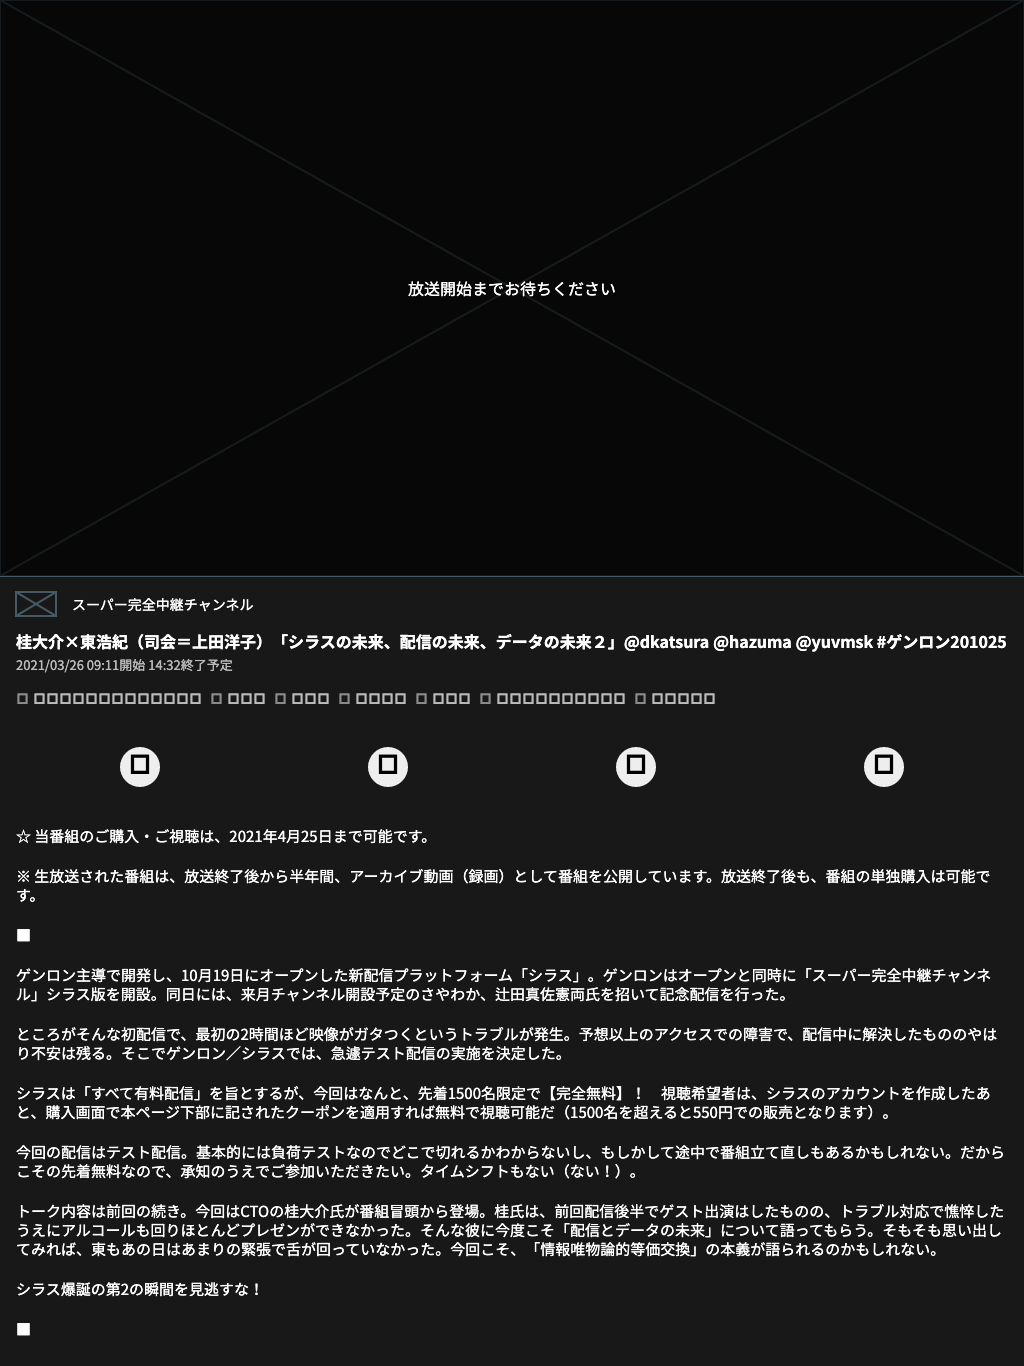 放送開始までお待ちください
スーパー完全中継チャンネル
桂大介×東浩紀（司会＝上田洋子）「シラスの未来、配信の未来、データの未来２」@dkatsura @hazuma @yuvmsk #ゲンロン201025
2021/03/26 09:11開始 14:32終了予定
☆ 当番組のご購入・ご視聴は、2021年4月25日まで可能です。
※ 生放送された番組は、放送終了後から半年間、アーカイブ動画（録画）として番組を公開しています。放送終了後も、番組の単独購入は可能で
す。
■
ゲンロン主導で開発し、10月19日にオープンした新配信プラットフォーム「シラス」。ゲンロンはオープンと同時に「スーパー完全中継チャンネ
ル」シラス版を開設。同日には、来月チャンネル開設予定のさやわか、辻田真佐憲両氏を招いて記念配信を行った。
ところがそんな初配信で、最初の2時間ほど映像がガタつくというトラブルが発生。予想以上のアクセスでの障害で、配信中に解決したもののやは
り不安は残る。そこでゲンロン／シラスでは、急遽テスト配信の実施を決定した。
シラスは「すべて有料配信」を旨とするが、今回はなんと、先着1500名限定で【完全無料】！　視聴希望者は、シラスのアカウントを作成したあ
と、購入画面で本ページ下部に記されたクーポンを適用すれば無料で視聴可能だ（1500名を超えると550円での販売となります）。
今回の配信はテスト配信。基本的には負荷テストなのでどこで切れるかわからないし、もしかして途中で番組立て直しもあるかもしれない。だから
こその先着無料なので、承知のうえでご参加いただきたい。タイムシフトもない（ない！）。
トーク内容は前回の続き。今回はCTOの桂大介氏が番組冒頭から登場。桂氏は、前回配信後半でゲスト出演はしたものの、トラブル対応で憔悴した
うえにアルコールも回りほとんどプレゼンができなかった。そんな彼に今度こそ「配信とデータの未来」について語ってもらう。そもそも思い出し
てみれば、東もあの日はあまりの緊張で舌が回っていなかった。今回こそ、「情報唯物論的等価交換」の本義が語られるのかもしれない。
シラス爆誕の第2の瞬間を見逃すな！
■